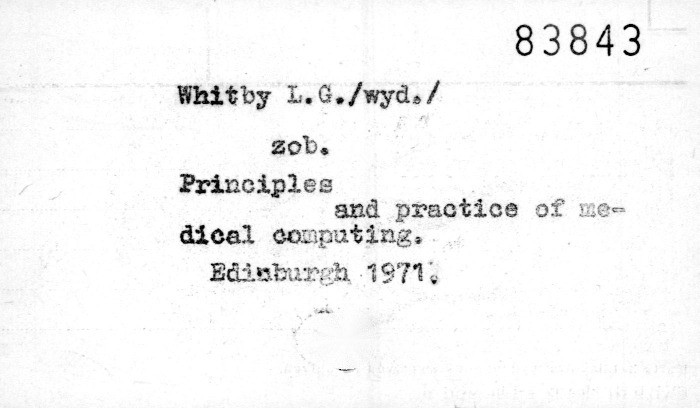 83843
Whitby L.G./wyd./
zob.
Principles
and practice of me-
dical computing.
Edinburgh 1971.